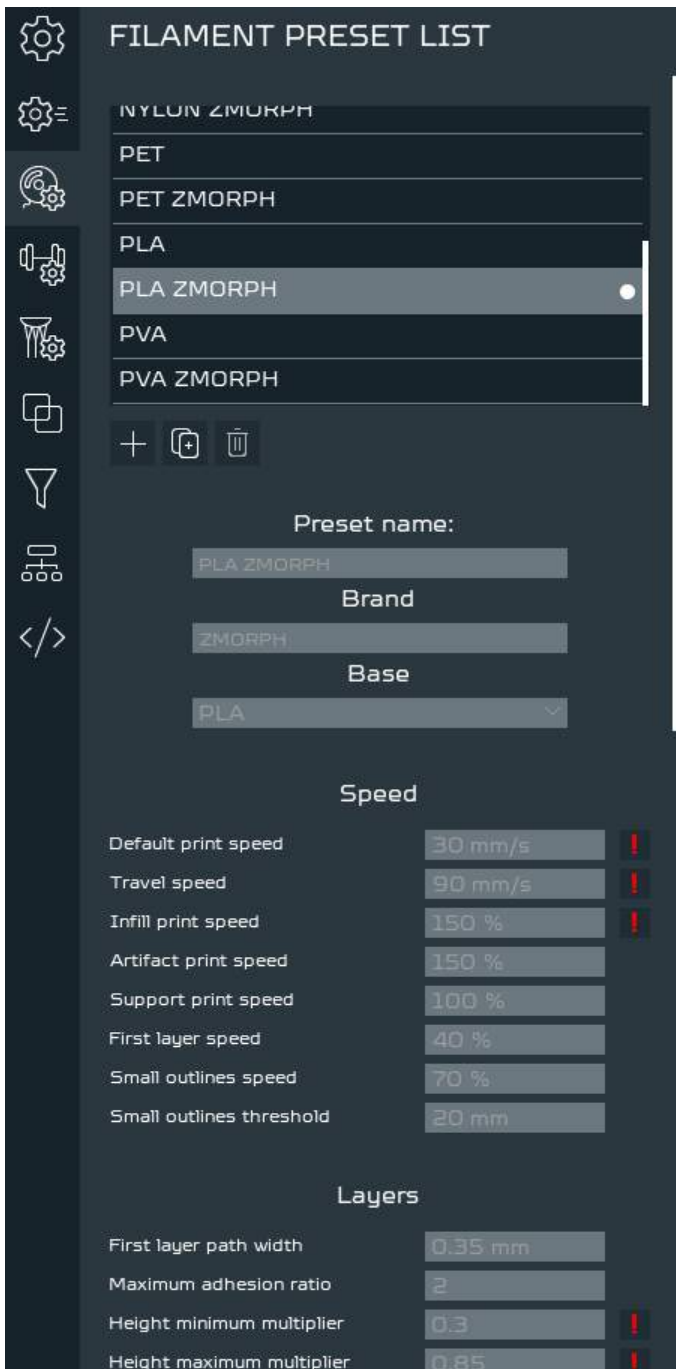 FILAMENT PRESET LIST
NYLON ZMORPH
PET
PET ZMORPH
PLA
PLA ZMORPH
PVA
PVA ZMORPH
Preset name:
PLA ZMORPH
Brand
ZMORPH
Base
PLA
Speed
Default print speed 30 mm/s !
Travel speed 90 mm/s !
Infill print speed 150 % !
Artifact print speed 150 %
Support print speed 100 %
First layer speed 40 %
Small outlines speed 70 %
Small outlines threshold 20 mm
Layers
First layer path width 0.35 mm
Maximum adhesion ratio 2
Height minimum multiplier 0.3 !
Height maximum multiplier 0.85 !